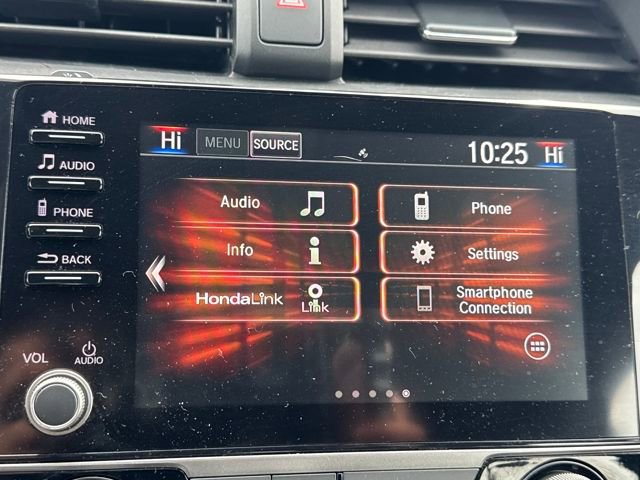 HOME
AUDIO
PHONE
BACK
VOL
AUDIO
Hi MENU SOURCE 10:25 Hi
Audio
Phone
Info
Settings
HondaLink
Link
Smartphone
Connection